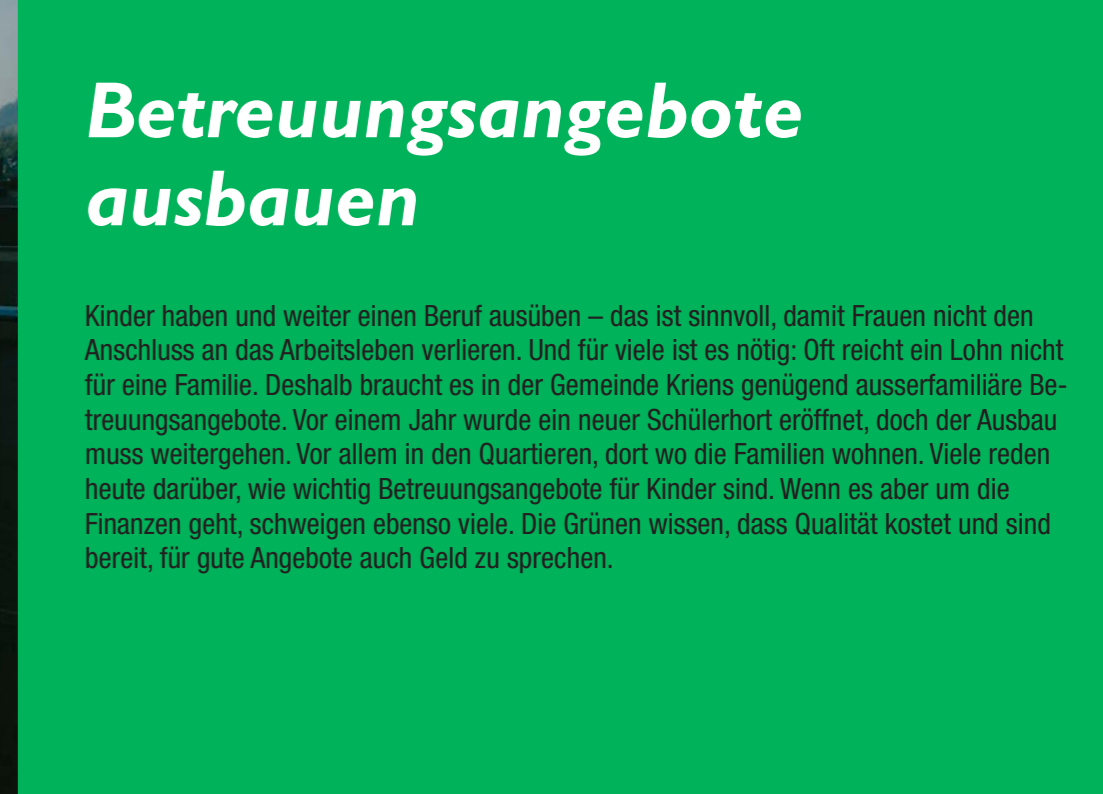 Betreuungsangebote
ausbauen
Kinder haben und weiter einen Beruf ausüben – das ist sinnvoll, damit Frauen nicht den
Anschluss an das Arbeitsleben verlieren. Und für viele ist es nötig: Oft reicht ein Lohn nicht
für eine Familie. Deshalb braucht es in der Gemeinde Kriens genügend ausserfamiliäre Be-
treuungsangebote. Vor einem Jahr wurde ein neuer Schülerhort eröffnet, doch der Ausbau
muss weitergehen. Vor allem in den Quartieren, dort wo die Familien wohnen. Viele reden
heute darüber, wie wichtig Betreuungsangebote für Kinder sind. Wenn es aber um die
Finanzen geht, schweigen ebenso viele. Die Grünen wissen, dass Qualität kostet und sind
bereit, für gute Angebote auch Geld zu sprechen.